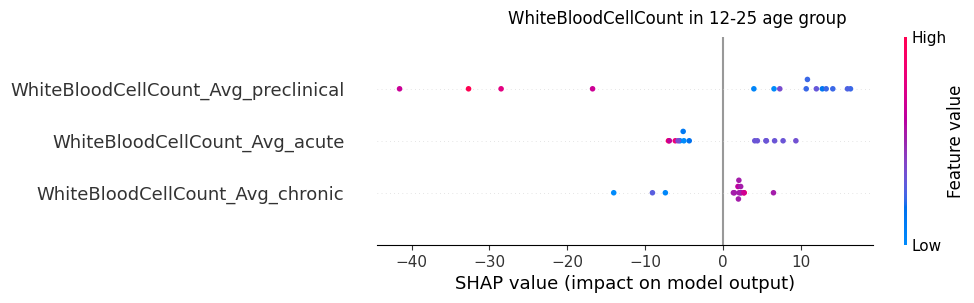 WhiteBloodCellCount in 12-25 age group
High
WhiteBloodCellCount_Avg_preclinical
WhiteBloodCellCount_Avg_acute
WhiteBloodCellCount_Avg_chronic
Feature value
Low
−40 −30 −20 −10 0 10
SHAP value (impact on model output)